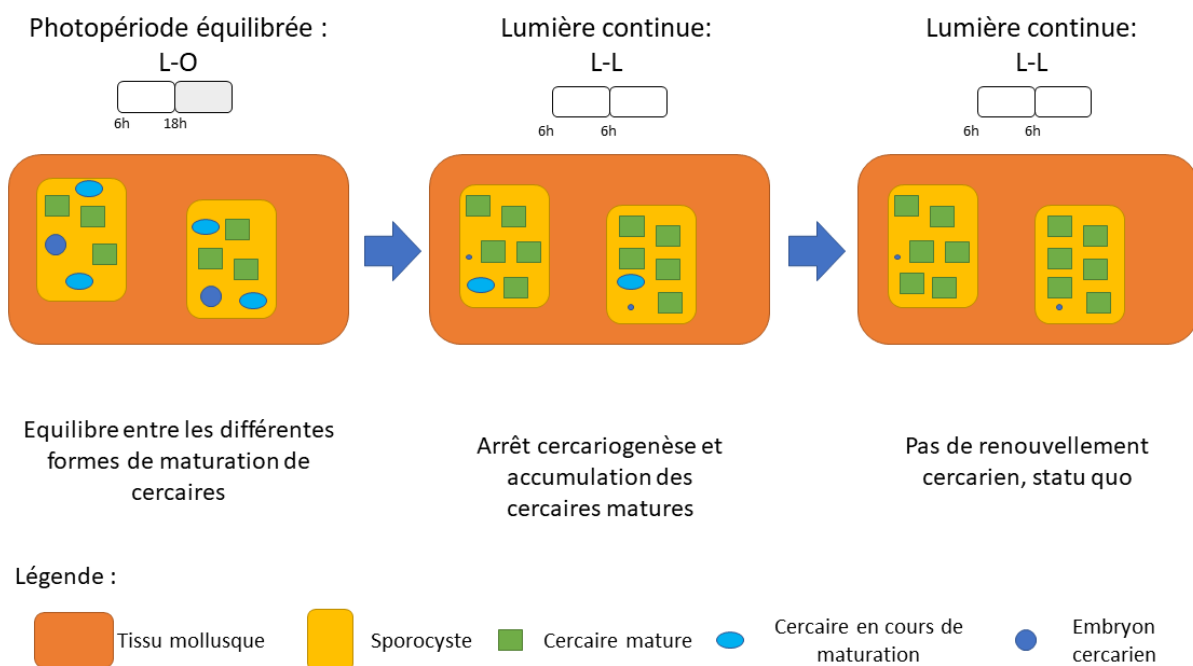 Photopériode équilibrée :
L-O
6h 18h
Lumière continue:
L-L
6h 6h
Lumière continue:
L-L
6h 6h
Equilibre entre les différentes
formes de maturation de
cercaires
Arrêt cercariogenèse et
accumulation des
cercaires matures
Pas de renouvellement
cercarien, statu quo
Légende :
Tissu mollusque
Sporocyste
Cercaire mature
Cercaire en cours de
maturation
Embryon
cercarien